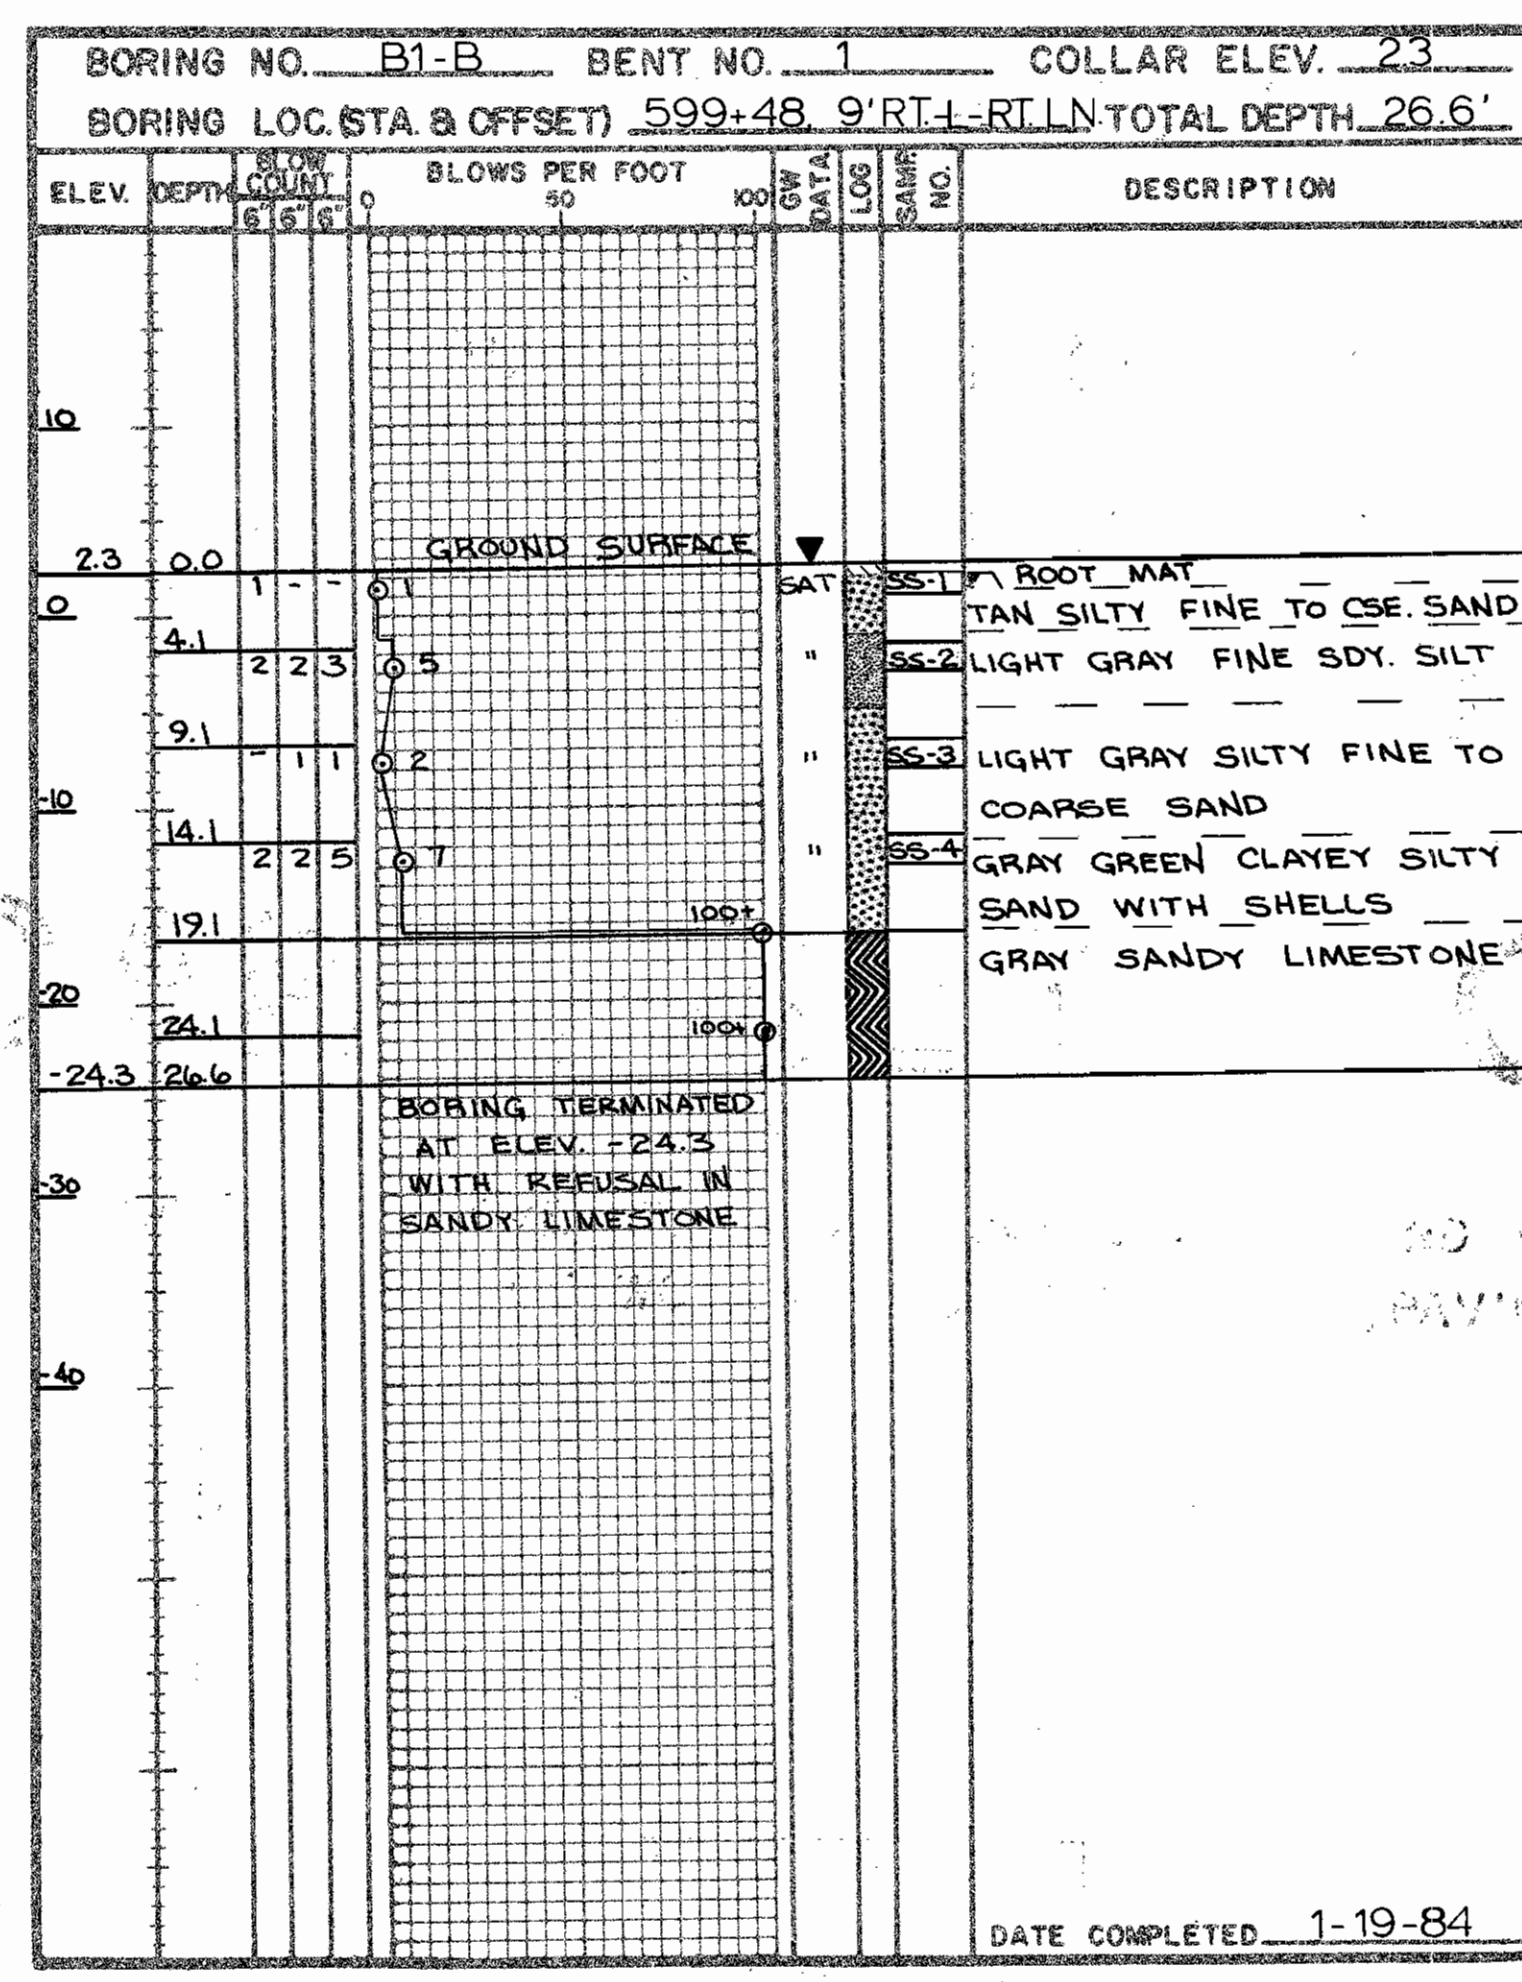 BORING NO. B1-B BENT NO. 1 COLLAR ELEV. 2.3
BORING LOC. (STA. & OFFSET) 599+48, 9'RT.-L-RT. LN. TOTAL DEPTH 26.6'
ELEV. DEPTH BLOW COUNT BLOWS PER FOOT GW DATA LOG SAMP. NO. DESCRIPTION
6" 6" 6" 0 50 100
10
GROUND SURFACE
2.3 0.0
1 - - 1 SAT SS-1 ROOT MAT
0 TAN SILTY FINE TO CSE. SAND
4.1
2 2 3 5 " SS-2 LIGHT GRAY FINE SDY. SILT
9.1
- 1 1 2 " SS-3 LIGHT GRAY SILTY FINE TO
-10 COARSE SAND
14.1
2 2 5 7 " SS-4 GRAY GREEN CLAYEY SILTY
SAND WITH SHELLS
19.1 100+
GRAY SANDY LIMESTONE
-20
24.1 100+
-24.3 26.6
BORING TERMINATED
AT ELEV. -24.3
WITH REFUSAL IN
SANDY LIMESTONE
-30
-40
DATE COMPLETED 1-19-84